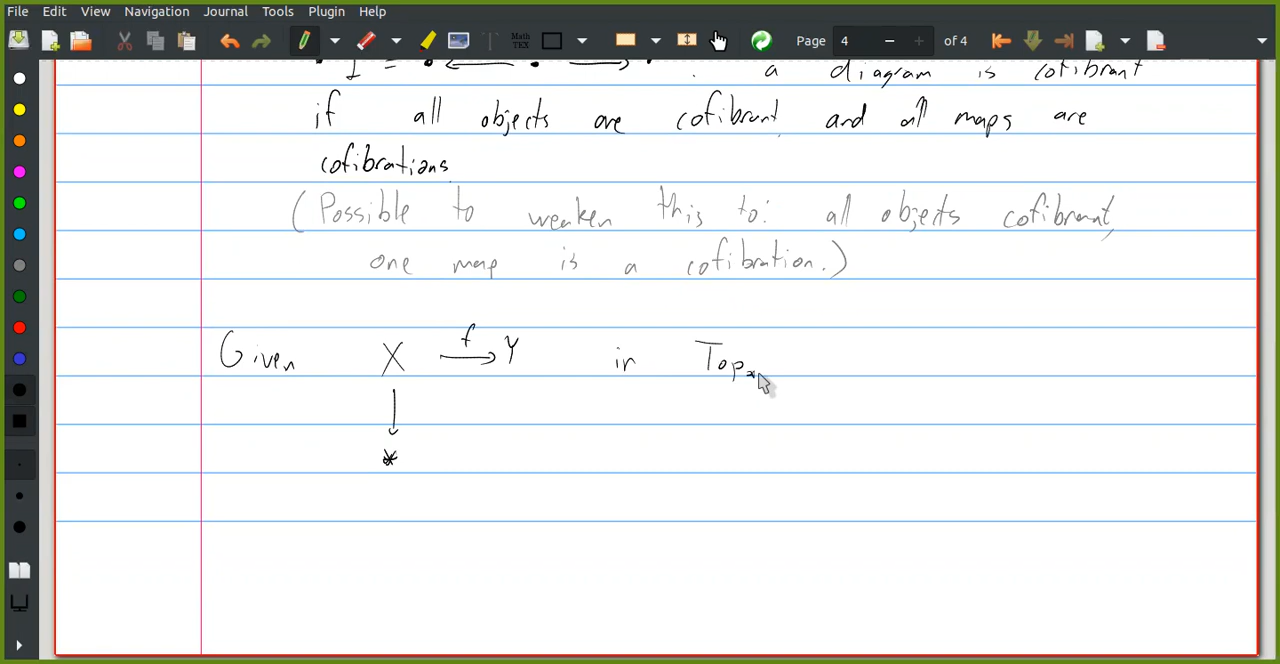 File Edit View Navigation Journal Tools Plugin Help
Math TEX Page 4 of 4
I = . ← . → . . a diagram is cofibrant
if all objects are cofibrant and all maps are
cofibrations.
(Possible to weaken this to: all objects cofibrant,
one map is a cofibration.)
Given X f→ Y in Top*
↓
*